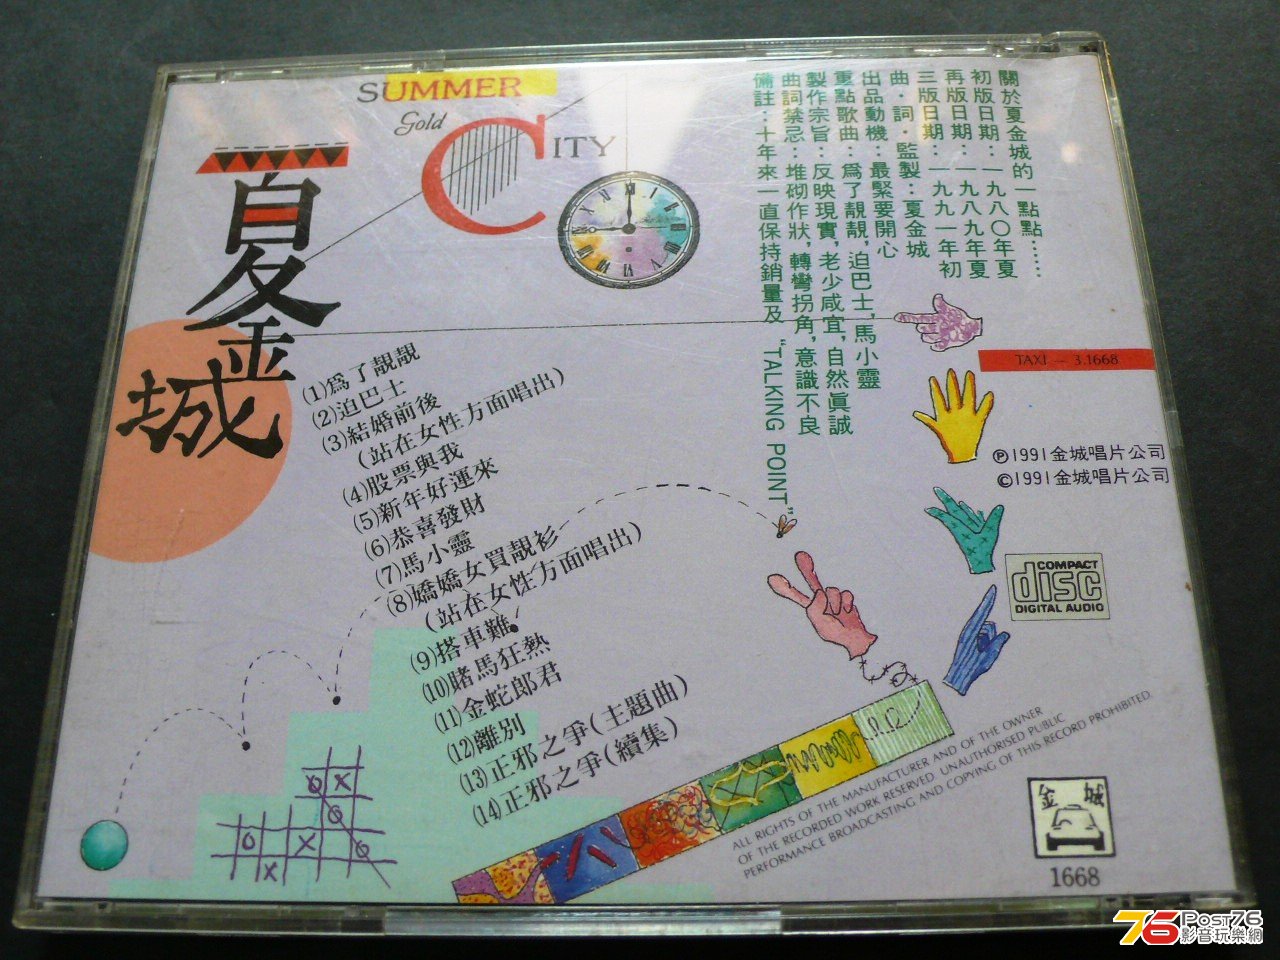 SUMMER
Gold
CITY
夏金城
關於夏金城的一點點……
初版日期：一九八〇年夏
再版日期：一九八九年夏
三版日期：一九九一年初
曲．詞．監製：夏金城
出品動機：最緊要開心
重點歌曲：為了靚靚，迫巴士，馬小靈
製作宗旨：反映現實，老少咸宜，自然眞誠
曲詞禁忌：堆砌作狀，轉彎拐角，意識不良
備註：十年來一直保持銷量及 "TALKING POINT"
(1)爲了靚靚
(2)迫巴士
(3)結婚前後
(站在女性方面唱出)
(4)股票與我
(5)新年好運來
(6)恭喜發財
(7)馬小靈
(8)嬌嬌女買靚衫
(站在女性方面唱出)
(9)搭車難
(10)賭馬狂熱
(11)金蛇郎君
(12)離別
(13)正邪之爭(主題曲)
(14)正邪之爭(續集)
TAXI — 3.1668
Ⓟ1991金城唱片公司
©1991金城唱片公司
COMPACT
disc
DIGITAL AUDIO
ALL RIGHTS OF THE MANUFACTURER AND OF THE OWNER
OF THE RECORDED WORK RESERVED. UNAUTHORISED PUBLIC
PERFORMANCE BROADCASTING AND COPYING OF THIS RECORD PROHIBITED.
金城
1668
76 POST76
影音玩樂網